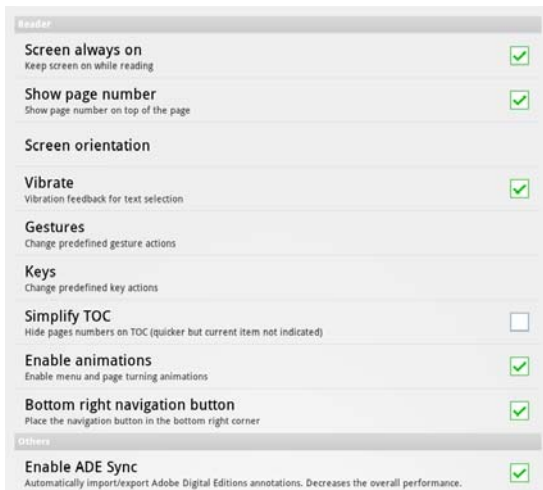 Reader
Screen always on
Keep screen on while reading
Show page number
Show page number on top of the page
Screen orientation
Vibrate
Vibration feedback for text selection
Gestures
Change predefined gesture actions
Keys
Change predefined key actions
Simplify TOC
Hide pages numbers on TOC (quicker but current item not indicated)
Enable animations
Enable menu and page turning animations
Bottom right navigation button
Place the navigation button in the bottom right corner
Others
Enable ADE Sync
Automatically import/export Adobe Digital Editions annotations. Decreases the overall performance.